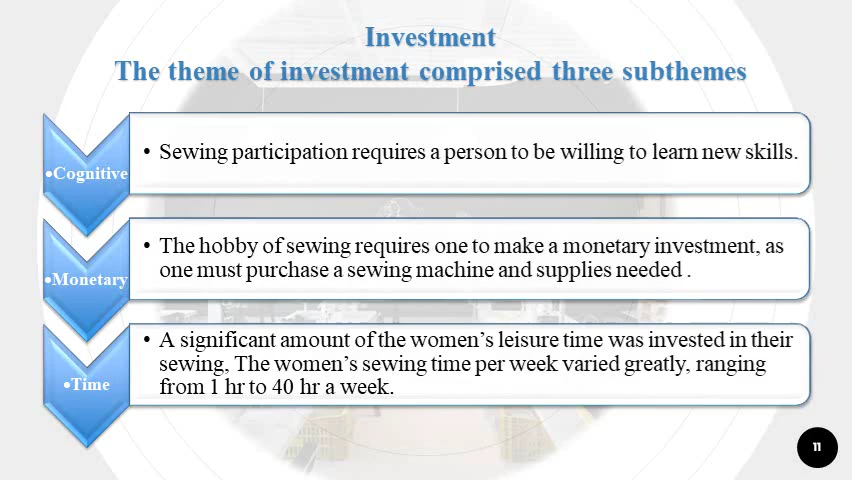 Investment
The theme of investment comprised three subthemes
•Cognitive
• Sewing participation requires a person to be willing to learn new skills.
•Monetary
• The hobby of sewing requires one to make a monetary investment, as
one must purchase a sewing machine and supplies needed .
•Time
• A significant amount of the women’s leisure time was invested in their
sewing, The women’s sewing time per week varied greatly, ranging
from 1 hr to 40 hr a week.
11